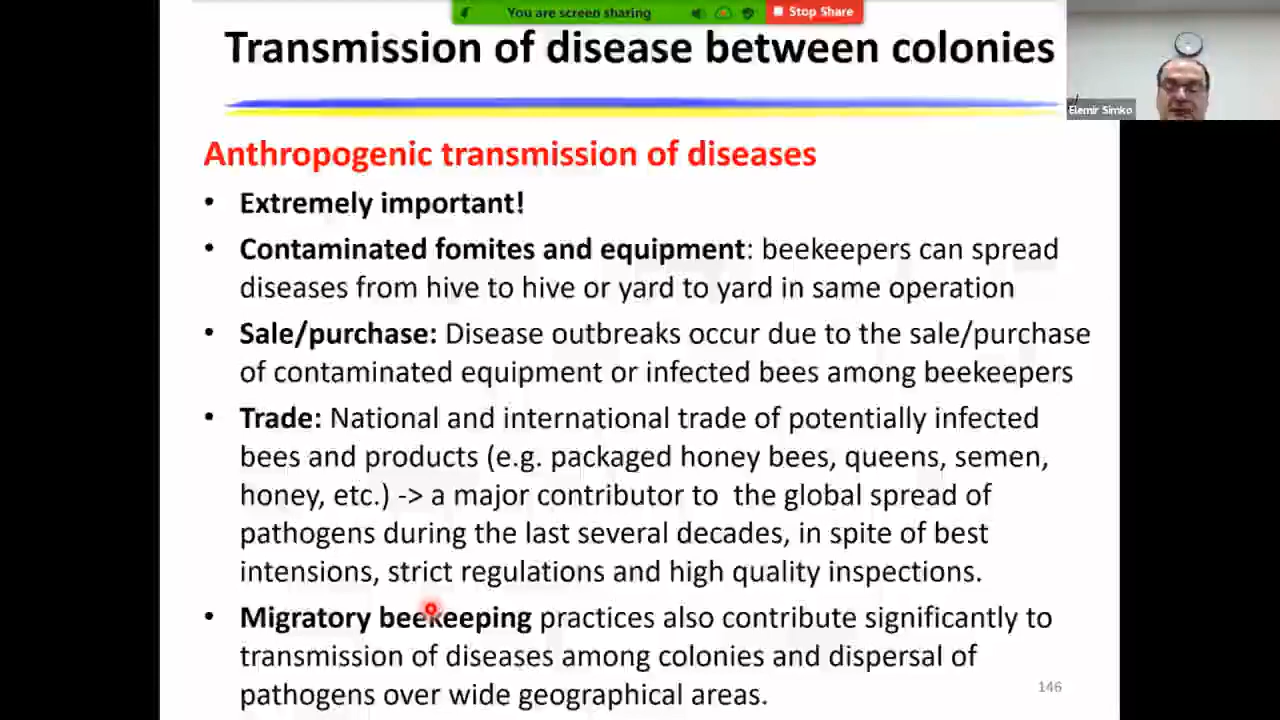 You are screen sharing
Stop Share
Transmission of disease between colonies
Elemir Simko
Anthropogenic transmission of diseases
• Extremely important!
• Contaminated fomites and equipment: beekeepers can spread
diseases from hive to hive or yard to yard in same operation
• Sale/purchase: Disease outbreaks occur due to the sale/purchase
of contaminated equipment or infected bees among beekeepers
• Trade: National and international trade of potentially infected
bees and products (e.g. packaged honey bees, queens, semen,
honey, etc.) -> a major contributor to the global spread of
pathogens during the last several decades, in spite of best
intensions, strict regulations and high quality inspections.
• Migratory beekeeping practices also contribute significantly to
transmission of diseases among colonies and dispersal of
pathogens over wide geographical areas.
146